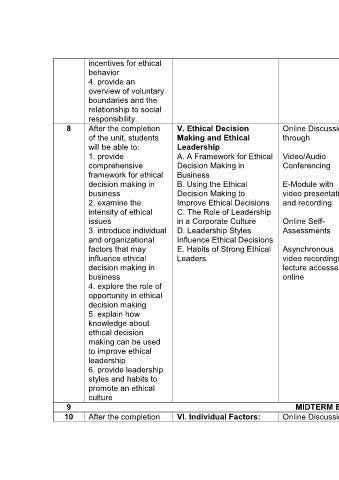 incentives for ethical
behavior
4. provide an
overview of voluntary
boundaries and the
relationship to social
responsibility.
8
After the completion
of the unit, students
will be able to:
1. provide
comprehensive
framework for ethical
decision making in
business
2. examine the
intensity of ethical
issues
3. introduce individual
and organizational
factors that may
influence ethical
decision making in
business
4. explore the role of
opportunity in ethical
decision making
5. explain how
knowledge about
ethical decision
making can be used
to improve ethical
leadership
6. provide leadership
styles and habits to
promote an ethical
culture
V. Ethical Decision
Making and Ethical
Leadership
A. A Framework for Ethical
Decision Making in
Business
B. Using the Ethical
Decision Making to
Improve Ethical Decisions
C. The Role of Leadership
in a Corporate Culture
D. Leadership Styles
Influence Ethical Decisions
E. Habits of Strong Ethical
Leaders
Online Discussi
through
Video/Audio
Conferencing
E-Module with
video presentati
and recording
Online Self-
Assessments
Asynchronous
video recordings
lecture accesse
online
9
MIDTERM E
10
After the completion
VI. Individual Factors:
Online Discussi